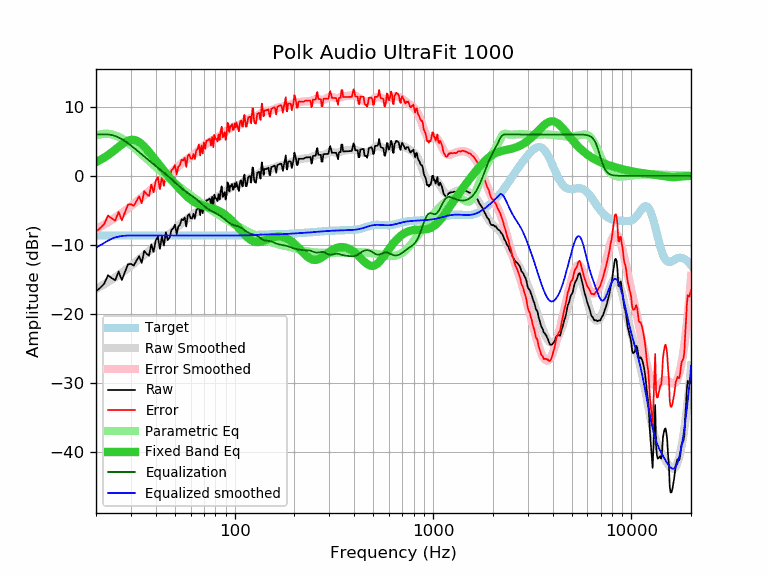 Polk Audio UltraFit 1000
Amplitude (dBr)
10
0
−10
−20
−30
−40
Target
Raw Smoothed
Error Smoothed
Raw
Error
Parametric Eq
Fixed Band Eq
Equalization
Equalized smoothed
100
1000
10000
Frequency (Hz)